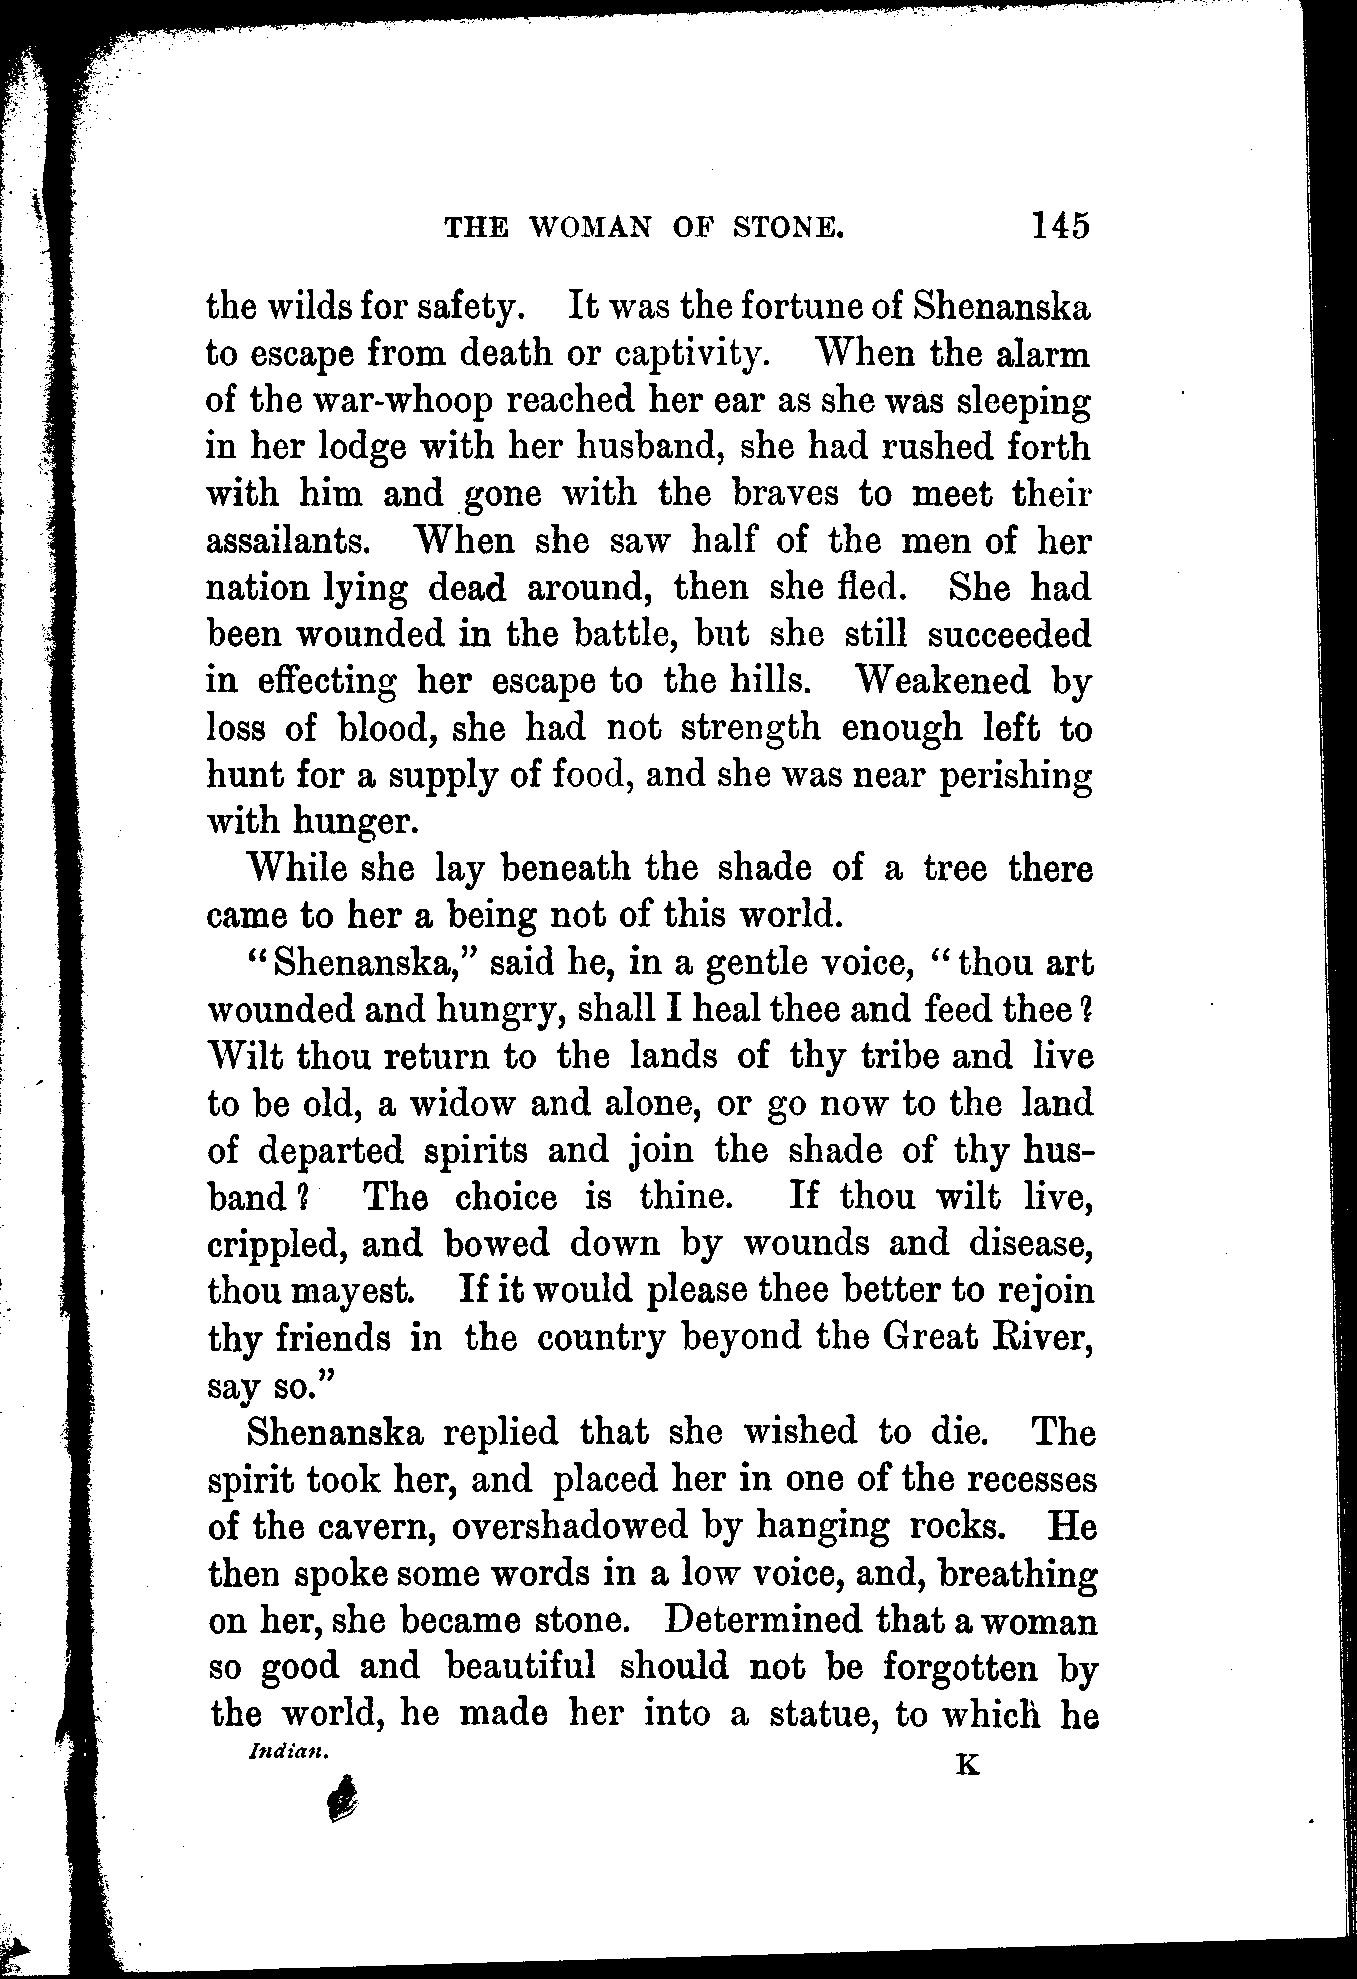 THE WOMAN OF STONE. 145
the wilds for safety. It was the fortune of Shenanska
to escape from death or captivity. When the alarm
of the war-whoop reached her ear as she was sleeping
in her lodge with her husband, she had rushed forth
with him and gone with the braves to meet their
assailants. When she saw half of the men of her
nation lying dead around, then she fled. She had
been wounded in the battle, but she still succeeded
in effecting her escape to the hills. Weakened by
loss of blood, she had not strength enough left to
hunt for a supply of food, and she was near perishing
with hunger.
While she lay beneath the shade of a tree there
came to her a being not of this world.
“Shenanska,” said he, in a gentle voice, “thou art
wounded and hungry, shall I heal thee and feed thee?
Wilt thou return to the lands of thy tribe and live
to be old, a widow and alone, or go now to the land
of departed spirits and join the shade of thy hus-
band? The choice is thine. If thou wilt live,
crippled, and bowed down by wounds and disease,
thou mayest. If it would please thee better to rejoin
thy friends in the country beyond the Great River,
say so.”
Shenanska replied that she wished to die. The
spirit took her, and placed her in one of the recesses
of the cavern, overshadowed by hanging rocks. He
then spoke some words in a low voice, and, breathing
on her, she became stone. Determined that a woman
so good and beautiful should not be forgotten by
the world, he made her into a statue, to which he
Indian. K